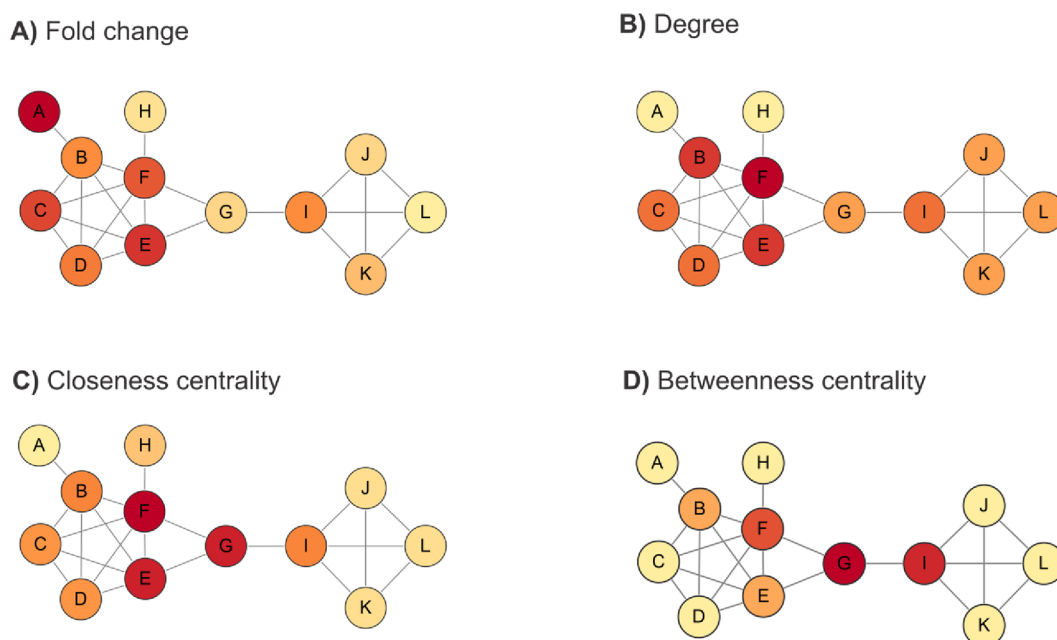 A) Fold change
B) Degree
A
H
B
F
J
C
G
I
L
E
D
K
A
H
B
F
J
C
G
I
L
E
D
K
C) Closeness centrality
D) Betweenness centrality
A
H
B
F
J
C
G
I
L
E
D
K
A
H
B
F
J
C
G
I
L
E
D
K